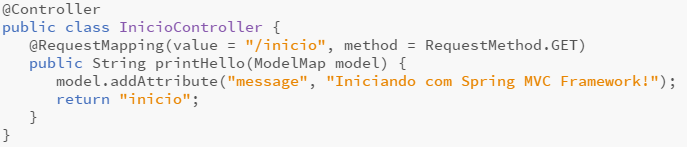 @Controller
public class InicioController {
@RequestMapping(value = "/inicio", method = RequestMethod.GET)
public String printHello(ModelMap model) {
model.addAttribute("message", "Iniciando com Spring MVC Framework!");
return "inicio";
}
}